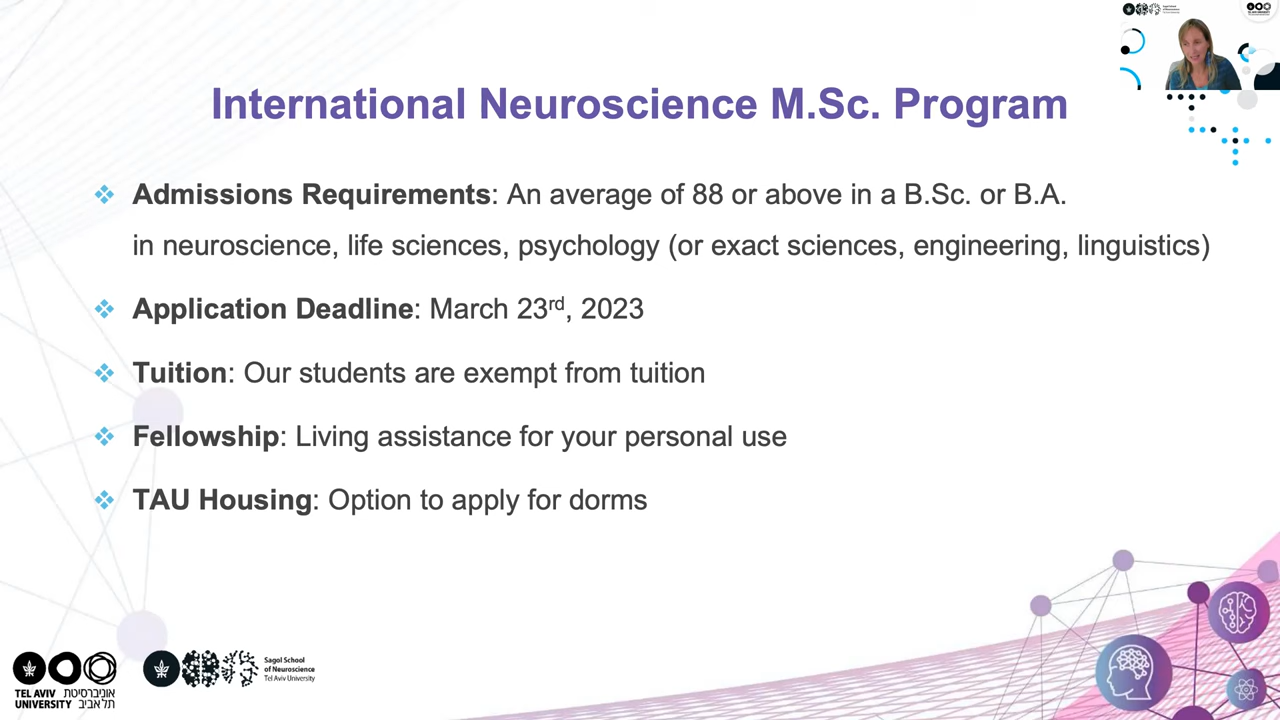 International Neuroscience M.Sc. Program
❖ Admissions Requirements: An average of 88 or above in a B.Sc. or B.A.
in neuroscience, life sciences, psychology (or exact sciences, engineering, linguistics)
❖ Application Deadline: March 23rd, 2023
❖ Tuition: Our students are exempt from tuition
❖ Fellowship: Living assistance for your personal use
❖ TAU Housing: Option to apply for dorms
TEL AVIV אוניברסיטת
UNIVERSITY תל אביב
Sagol School
of Neuroscience
Tel Aviv University